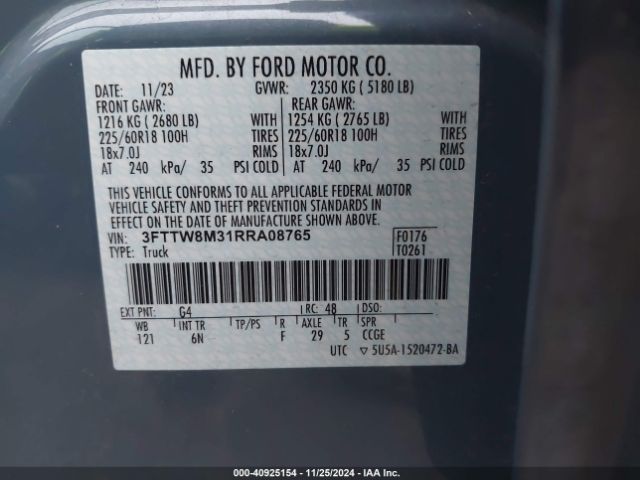 MFD. BY FORD MOTOR CO.
DATE: 11/23 GVWR: 2350 KG ( 5180 LB)
FRONT GAWR: REAR GAWR:
1216 KG ( 2680 LB) WITH 1254 KG ( 2765 LB) WITH
225/60R18 100H TIRES 225/60R18 100H TIRES
18x7.0J RIMS 18x7.0J RIMS
AT 240 kPa/ 35 PSI COLD AT 240 kPa/ 35 PSI COLD
THIS VEHICLE CONFORMS TO ALL APPLICABLE FEDERAL MOTOR
VEHICLE SAFETY AND THEFT PREVENTION STANDARDS IN
EFFECT ON THE DATE OF MANUFACTURE SHOWN ABOVE.
VIN: 3FTTW8M31RRA08765 F0176
TYPE: Truck T0261
EXT PNT: G4 RC: 48 DSO:
WB INT TR TP/PS R AXLE TR SPR
121 6N F 29 5 CCGE
UTC ▽ 5U5A-1520472-BA
000-40925154 - 11/25/2024 - IAA Inc.